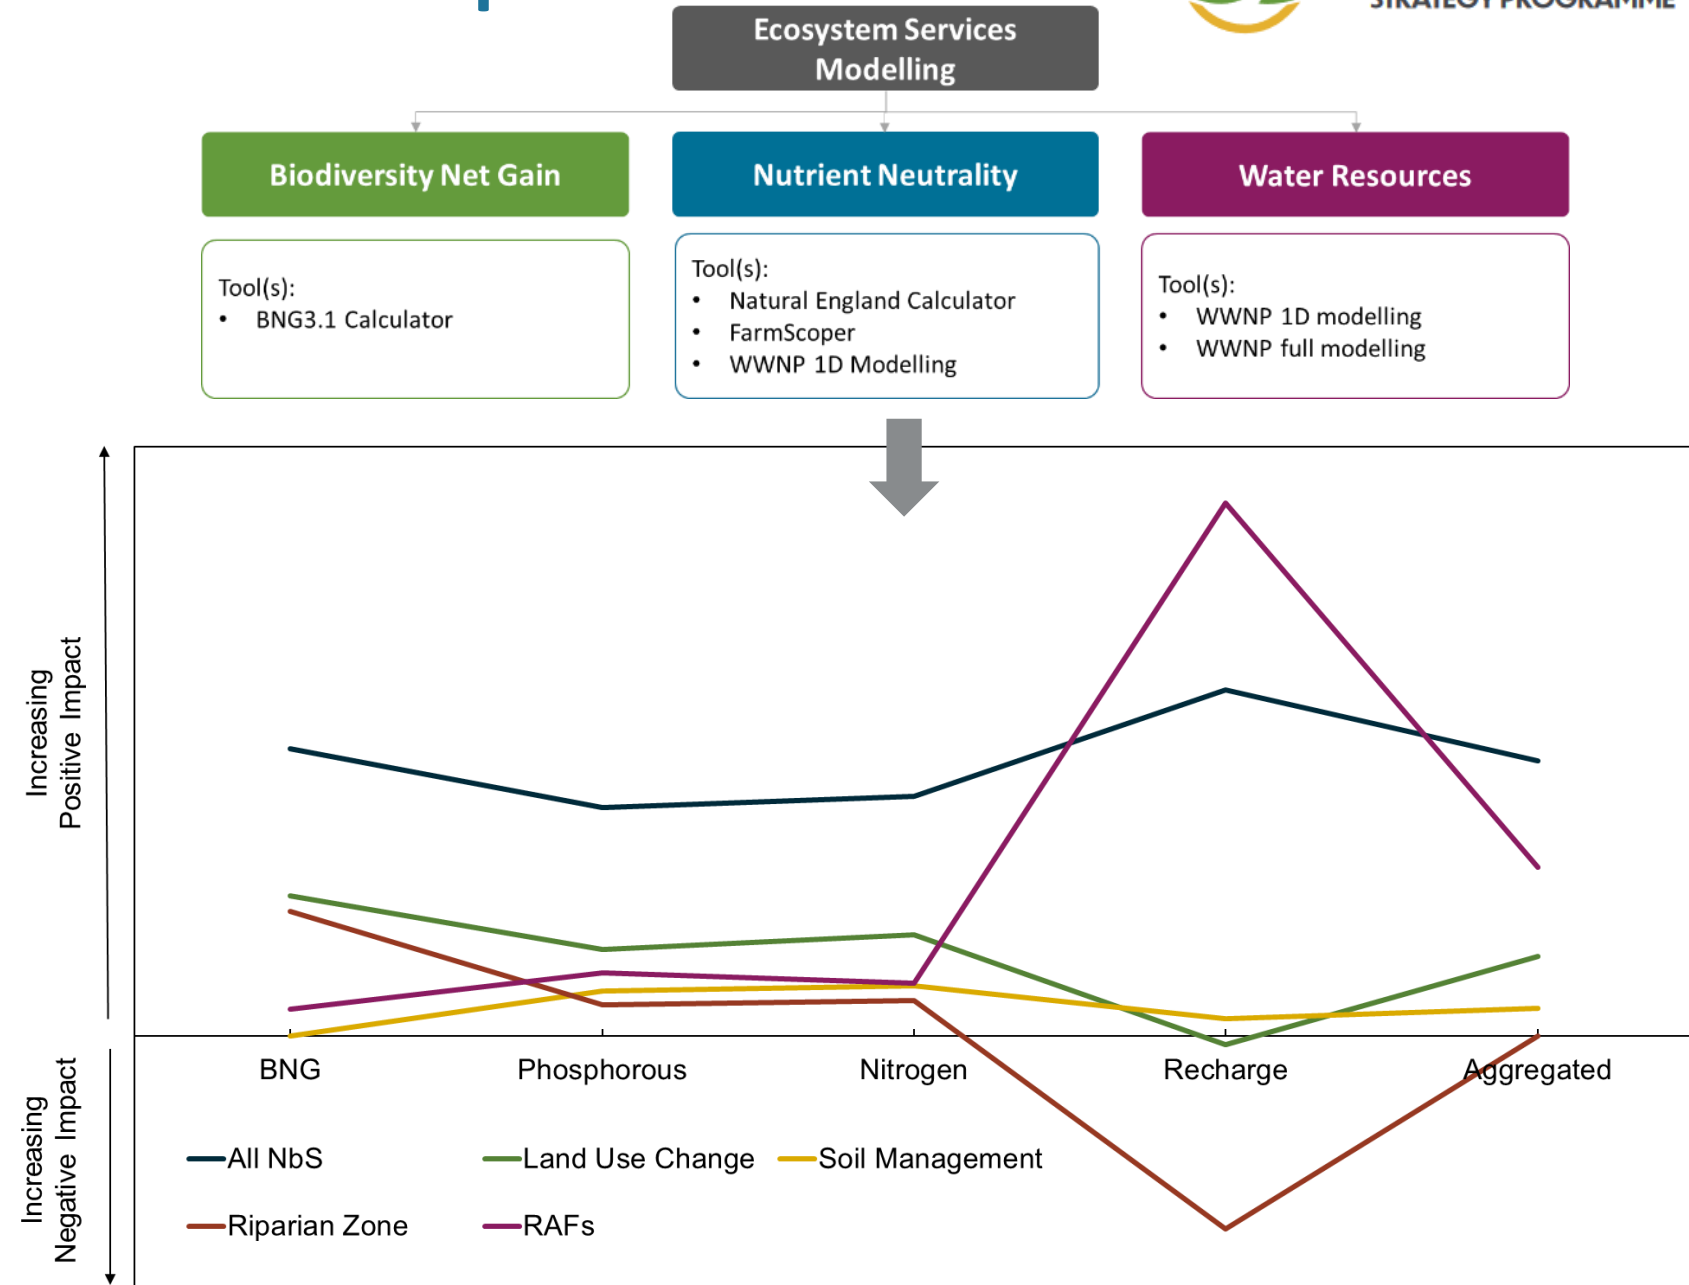 STRATEGY PROGRAMME
Ecosystem Services
Modelling
Biodiversity Net Gain
Nutrient Neutrality
Water Resources
Tool(s):
• BNG3.1 Calculator
Tool(s):
• Natural England Calculator
• FarmScoper
• WWNP 1D Modelling
Tool(s):
• WWNP 1D modelling
• WWNP full modelling
Increasing
Positive Impact
Increasing
Negative Impact
BNG
Phosphorous
Nitrogen
Recharge
Aggregated
All NbS
Land Use Change
Soil Management
Riparian Zone
RAFs